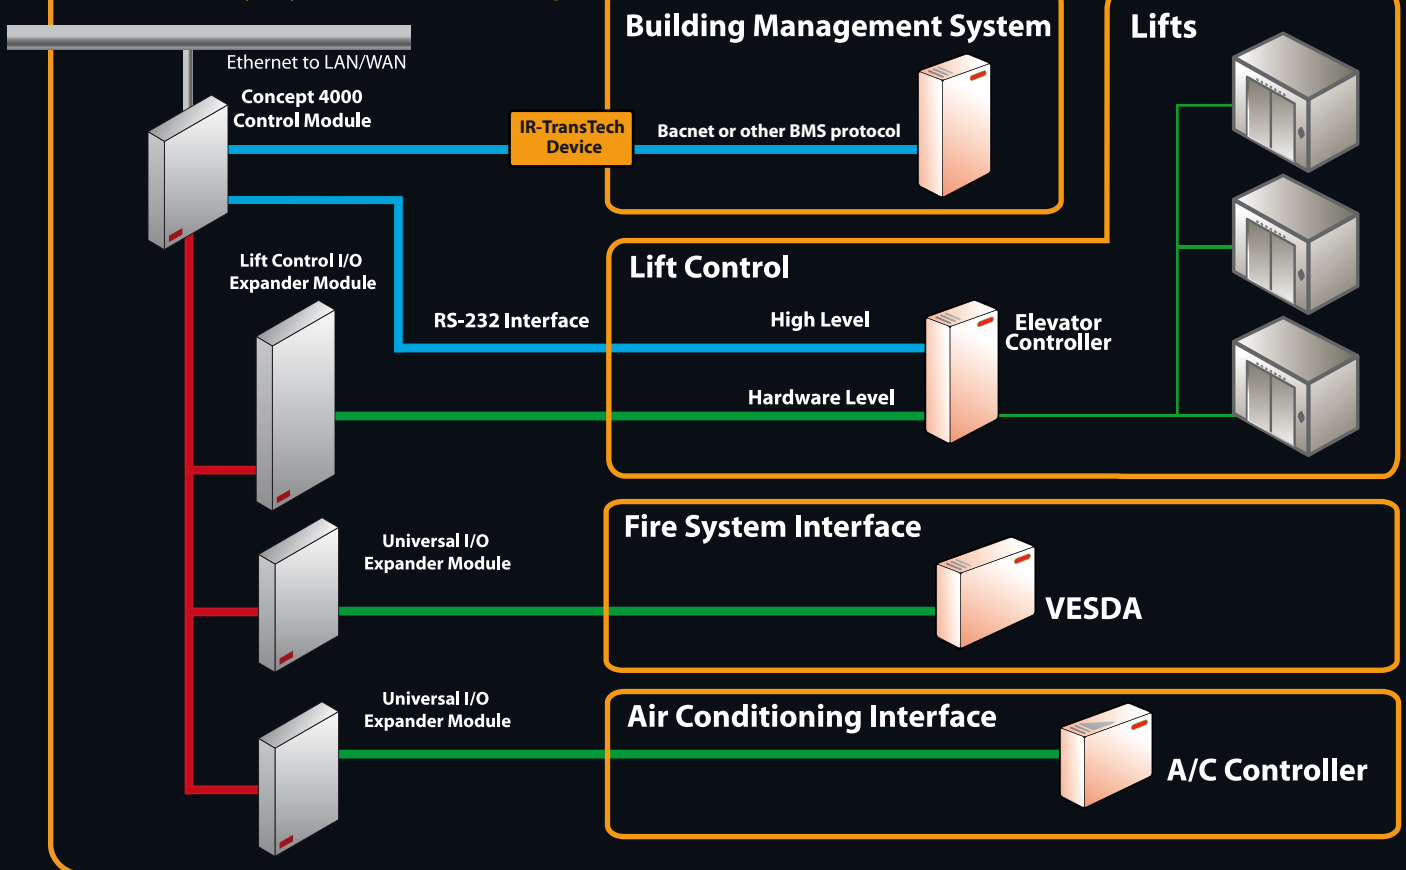 Building Management System
Lifts
Ethernet to LAN/WAN
Concept 4000
Control Module
IR-TransTech
Device
Bacnet or other BMS protocol
Lift Control I/O
Expander Module
Lift Control
RS-232 Interface
High Level
Elevator
Controller
Hardware Level
Universal I/O
Expander Module
Fire System Interface
VESDA
Universal I/O
Expander Module
Air Conditioning Interface
A/C Controller